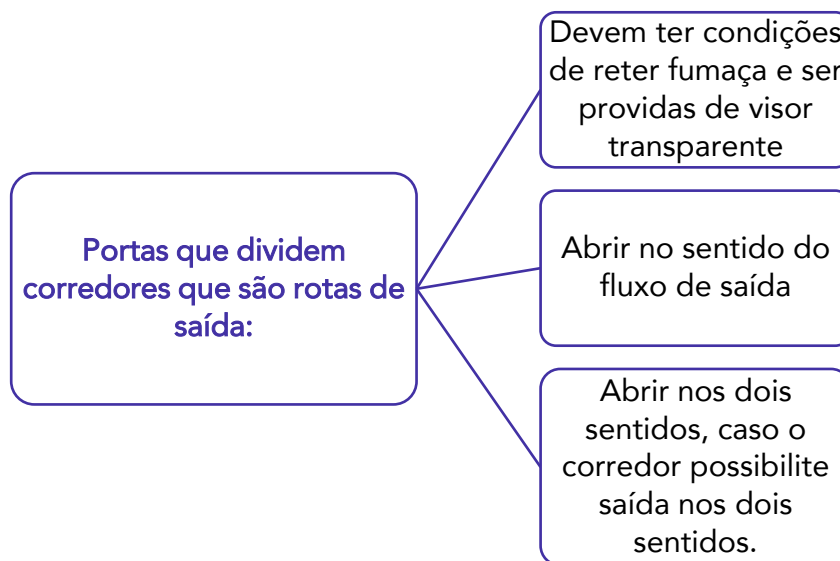 Devem ter condições
de reter fumaça e ser
providas de visor
transparente
Portas que dividem
corredores que são rotas de
saída:
Abrir no sentido do
fluxo de saída
Abrir nos dois
sentidos, caso o
corredor possibilite
saída nos dois
sentidos.